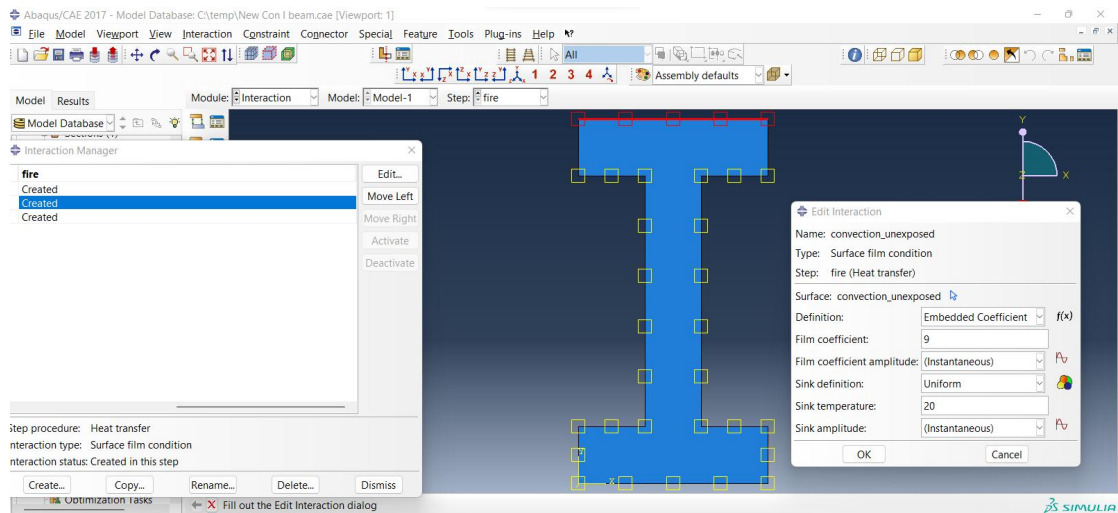 Abaqus/CAE 2017 - Model Database: C:\temp\New Con I beam.cae [Viewport: 1]
File Model Viewport View Interaction Constraint Connector Special Feature Tools Plug-ins Help
All
1 2 3 4 Assembly defaults
Model Results Module: Interaction Model: Model-1 Step: fire
Model Database
Interaction Manager
fire
Created
Created
Created
Edit...
Move Left
Move Right
Activate
Deactivate
Step procedure: Heat transfer
nteraction type: Surface film condition
nteraction status: Created in this step
Create... Copy... Rename... Delete... Dismiss
Optimization Tasks
Fill out the Edit Interaction dialog
Y
Z X
Y
X
Edit Interaction
Name: convection_unexposed
Type: Surface film condition
Step: fire (Heat transfer)
Surface: convection_unexposed
Definition: Embedded Coefficient f(x)
Film coefficient: 9
Film coefficient amplitude: (Instantaneous)
Sink definition: Uniform
Sink temperature: 20
Sink amplitude: (Instantaneous)
OK Cancel
SIMULIA